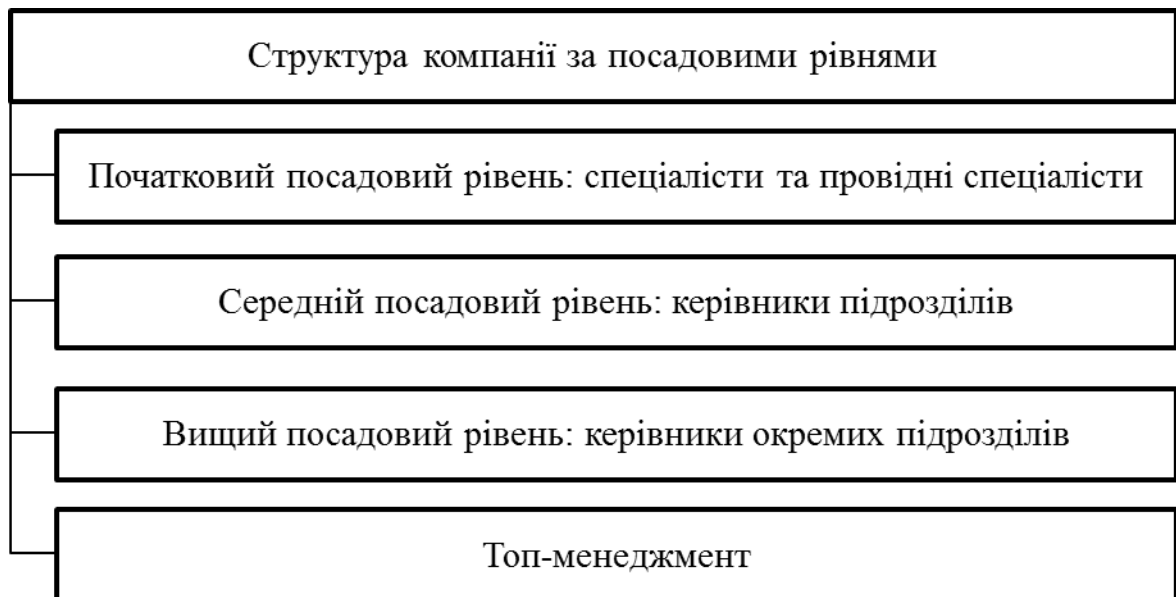 Структура компанії за посадовими рівнями
Початковий посадовий рівень: спеціалісти та провідні спеціалісти
Середній посадовий рівень: керівники підрозділів
Вищий посадовий рівень: керівники окремих підрозділів
Топ-менеджмент